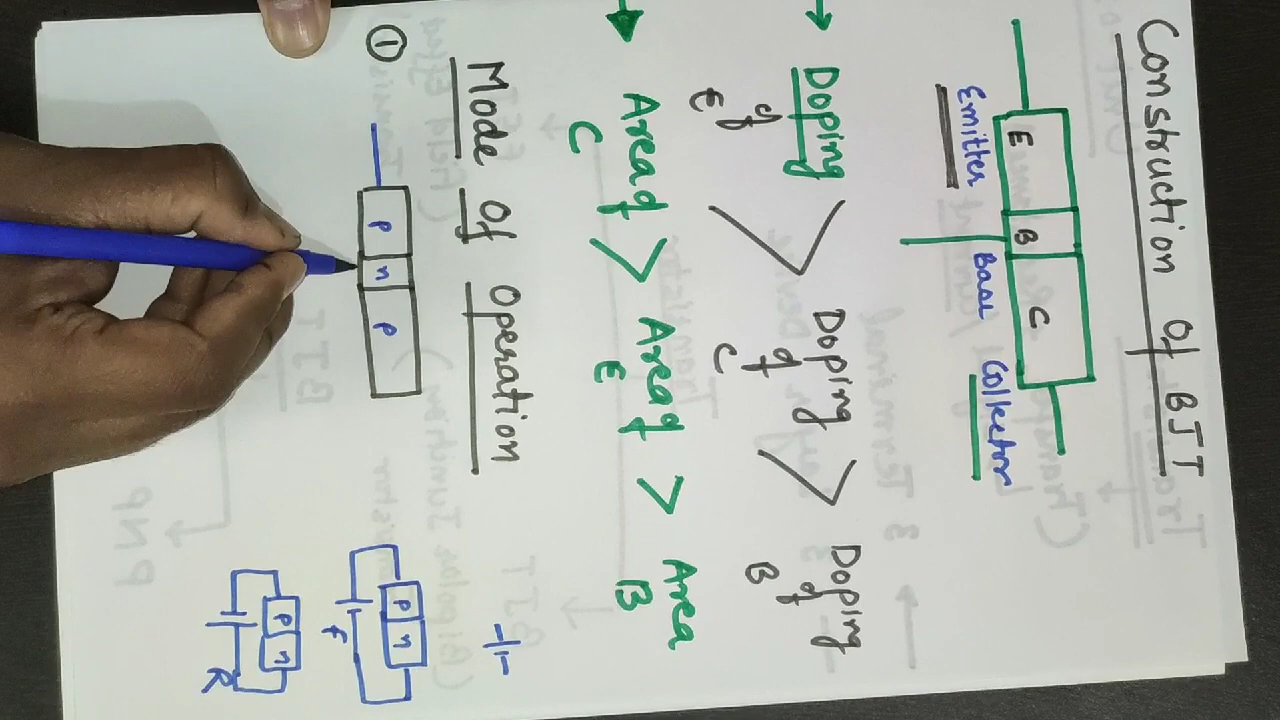 Construction Of BJT
E B C
Emitter Base Collector
Doping of E > Doping of C > Doping of B
Area of C > Area of E > Area B
Mode Of Operation
① p n p
p n
F
p n
R